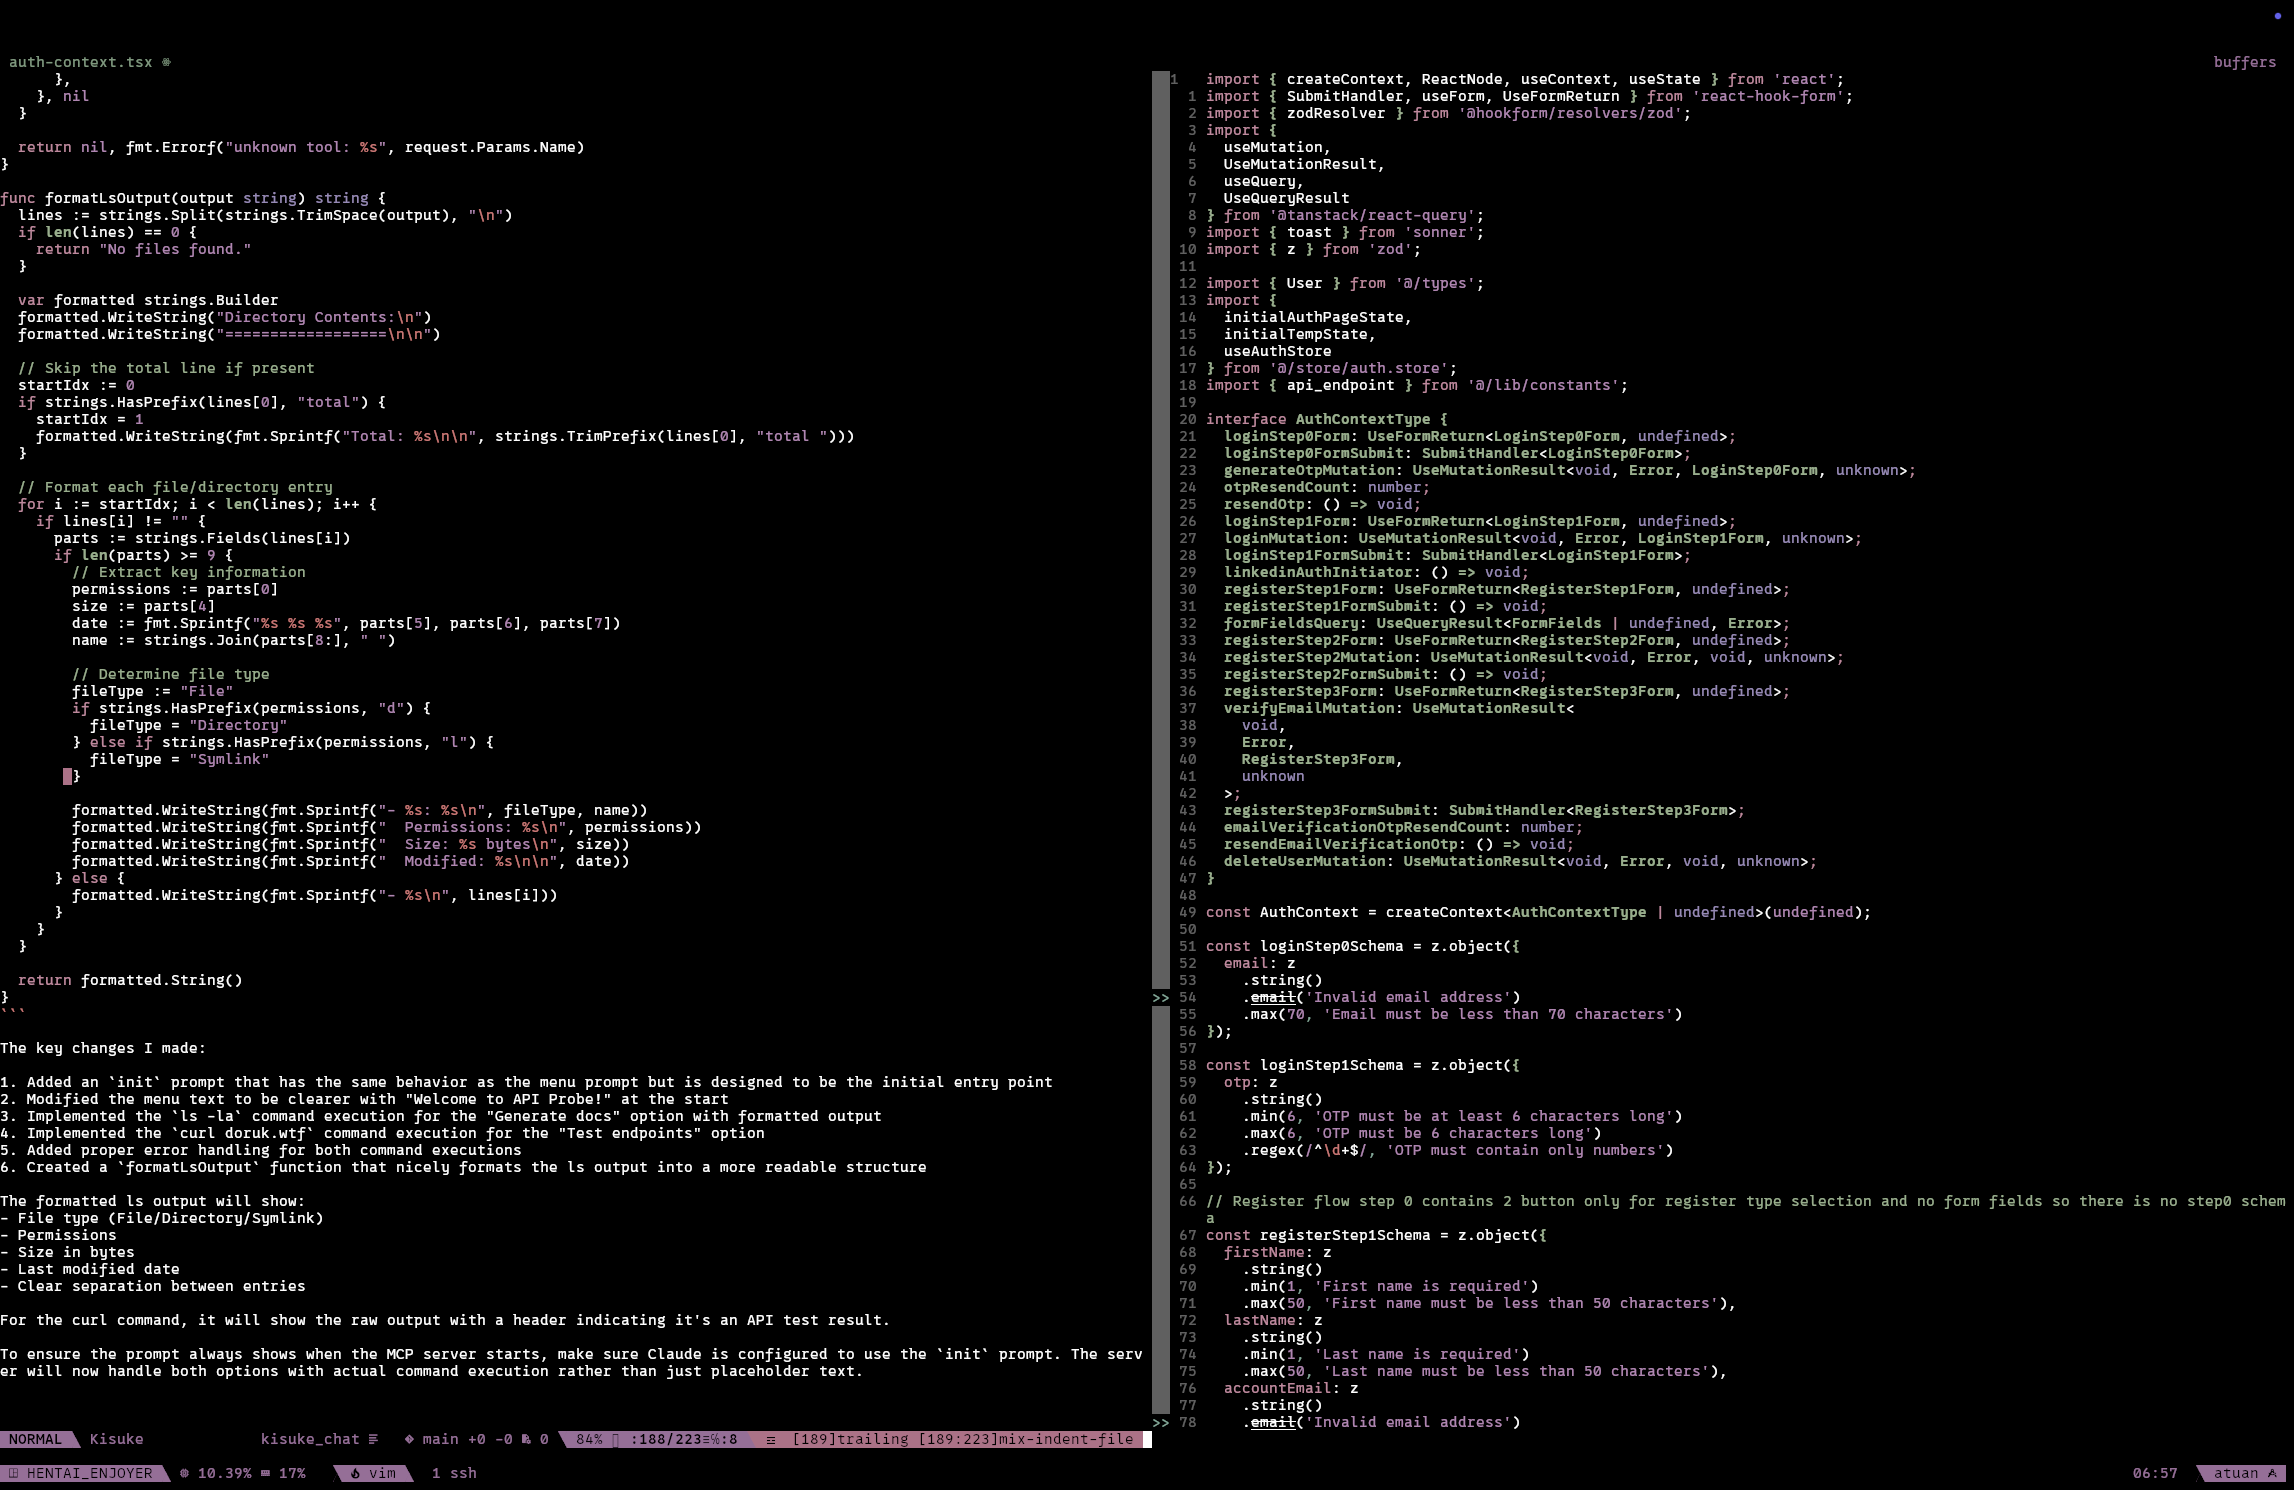 auth-context.tsx
buffers
      },
    }, nil
  }

  return nil, fmt.Errorf("unknown tool: %s", request.Params.Name)
}

func formatLsOutput(output string) string {
  lines := strings.Split(strings.TrimSpace(output), "\n")
  if len(lines) == 0 {
    return "No files found."
  }

  var formatted strings.Builder
  formatted.WriteString("Directory Contents:\n")
  formatted.WriteString("==================\n\n")

  // Skip the total line if present
  startIdx := 0
  if strings.HasPrefix(lines[0], "total") {
    startIdx = 1
    formatted.WriteString(fmt.Sprintf("Total: %s\n\n", strings.TrimPrefix(lines[0], "total ")))
  }

  // Format each file/directory entry
  for i := startIdx; i < len(lines); i++ {
    if lines[i] != "" {
      parts := strings.Fields(lines[i])
      if len(parts) >= 9 {
        // Extract key information
        permissions := parts[0]
        size := parts[4]
        date := fmt.Sprintf("%s %s %s", parts[5], parts[6], parts[7])
        name := strings.Join(parts[8:], " ")

        // Determine file type
        fileType := "File"
        if strings.HasPrefix(permissions, "d") {
          fileType = "Directory"
        } else if strings.HasPrefix(permissions, "l") {
          fileType = "Symlink"
        }

        formatted.WriteString(fmt.Sprintf("- %s: %s\n", fileType, name))
        formatted.WriteString(fmt.Sprintf("  Permissions: %s\n", permissions))
        formatted.WriteString(fmt.Sprintf("  Size: %s bytes\n", size))
        formatted.WriteString(fmt.Sprintf("  Modified: %s\n\n", date))
      } else {
        formatted.WriteString(fmt.Sprintf("- %s\n", lines[i]))
      }
    }
  }

  return formatted.String()
}
```

The key changes I made:

1. Added an `init` prompt that has the same behavior as the menu prompt but is designed to be the initial entry point
2. Modified the menu text to be clearer with "Welcome to API Probe!" at the start
3. Implemented the `ls -la` command execution for the "Generate docs" option with formatted output
4. Implemented the `curl doruk.wtf` command execution for the "Test endpoints" option
5. Added proper error handling for both command executions
6. Created a `formatLsOutput` function that nicely formats the ls output into a more readable structure

The formatted ls output will show:
- File type (File/Directory/Symlink)
- Permissions
- Size in bytes
- Last modified date
- Clear separation between entries

For the curl command, it will show the raw output with a header indicating it's an API test result.

To ensure the prompt always shows when the MCP server starts, make sure Claude is configured to use the `init` prompt. The serv
er will now handle both options with actual command execution rather than just placeholder text.

1   import { createContext, ReactNode, useContext, useState } from 'react';
  1 import { SubmitHandler, useForm, UseFormReturn } from 'react-hook-form';
  2 import { zodResolver } from '@hookform/resolvers/zod';
  3 import {
  4   useMutation,
  5   UseMutationResult,
  6   useQuery,
  7   UseQueryResult
  8 } from '@tanstack/react-query';
  9 import { toast } from 'sonner';
 10 import { z } from 'zod';
 11
 12 import { User } from '@/types';
 13 import {
 14   initialAuthPageState,
 15   initialTempState,
 16   useAuthStore
 17 } from '@/store/auth.store';
 18 import { api_endpoint } from '@/lib/constants';
 19
 20 interface AuthContextType {
 21   loginStep0Form: UseFormReturn<LoginStep0Form, undefined>;
 22   loginStep0FormSubmit: SubmitHandler<LoginStep0Form>;
 23   generateOtpMutation: UseMutationResult<void, Error, LoginStep0Form, unknown>;
 24   otpResendCount: number;
 25   resendOtp: () => void;
 26   loginStep1Form: UseFormReturn<LoginStep1Form, undefined>;
 27   loginMutation: UseMutationResult<void, Error, LoginStep1Form, unknown>;
 28   loginStep1FormSubmit: SubmitHandler<LoginStep1Form>;
 29   linkedinAuthInitiator: () => void;
 30   registerStep1Form: UseFormReturn<RegisterStep1Form, undefined>;
 31   registerStep1FormSubmit: () => void;
 32   formFieldsQuery: UseQueryResult<FormFields | undefined, Error>;
 33   registerStep2Form: UseFormReturn<RegisterStep2Form, undefined>;
 34   registerStep2Mutation: UseMutationResult<void, Error, void, unknown>;
 35   registerStep2FormSubmit: () => void;
 36   registerStep3Form: UseFormReturn<RegisterStep3Form, undefined>;
 37   verifyEmailMutation: UseMutationResult<
 38     void,
 39     Error,
 40     RegisterStep3Form,
 41     unknown
 42   >;
 43   registerStep3FormSubmit: SubmitHandler<RegisterStep3Form>;
 44   emailVerificationOtpResendCount: number;
 45   resendEmailVerificationOtp: () => void;
 46   deleteUserMutation: UseMutationResult<void, Error, void, unknown>;
 47 }
 48
 49 const AuthContext = createContext<AuthContextType | undefined>(undefined);
 50
 51 const loginStep0Schema = z.object({
 52   email: z
 53     .string()
>> 54     .email('Invalid email address')
 55     .max(70, 'Email must be less than 70 characters')
 56 });
 57
 58 const loginStep1Schema = z.object({
 59   otp: z
 60     .string()
 61     .min(6, 'OTP must be at least 6 characters long')
 62     .max(6, 'OTP must be 6 characters long')
 63     .regex(/^\d+$/, 'OTP must contain only numbers')
 64 });
 65
 66 // Register flow step 0 contains 2 button only for register type selection and no form fields so there is no step0 schem
a
 67 const registerStep1Schema = z.object({
 68   firstName: z
 69     .string()
 70     .min(1, 'First name is required')
 71     .max(50, 'First name must be less than 50 characters'),
 72   lastName: z
 73     .string()
 74     .min(1, 'Last name is required')
 75     .max(50, 'Last name must be less than 50 characters'),
 76   accountEmail: z
 77     .string()
>> 78     .email('Invalid email address')
NORMAL Kisuke kisuke_chat main +0 -0 0 84% :188/223≡%:8 [189]trailing [189:223]mix-indent-file
HENTAI_ENJOYER 10.39% 17% vim 1 ssh 06:57 atuan